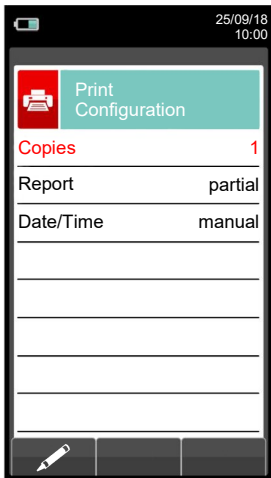 25/09/18
10:00
Print
Configuration
Copies 1
Report partial
Date/Time manual